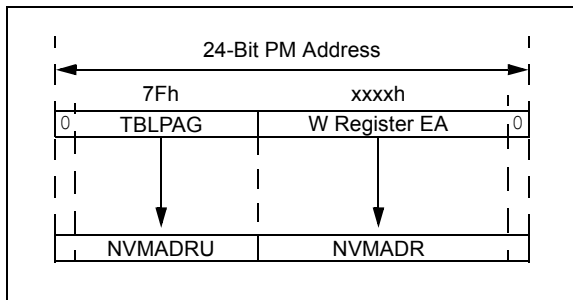 24-Bit PM Address
7Fh xxxxh
0 TBLPAG W Register EA 0
NVMADRU NVMADR